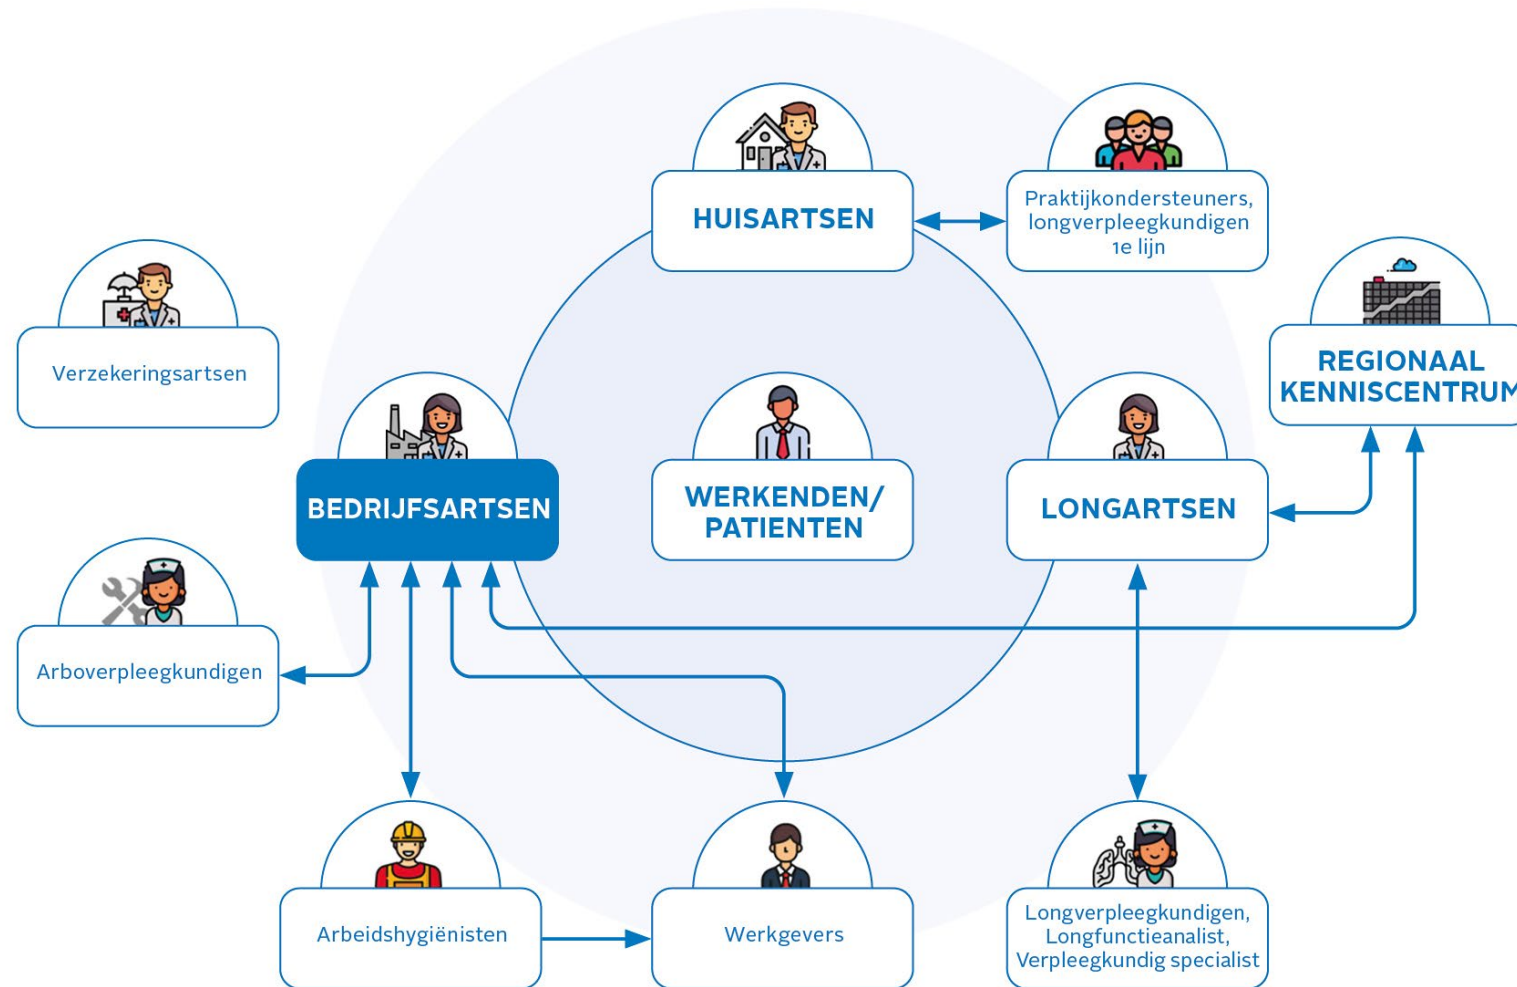 HUISARTSEN
Praktijkondersteuners,
longverpleegkundigen
1e lijn
Verzekeringsartsen
REGIONAAL
KENNISCENTRUM
BEDRIJFSARTSEN
WERKENDEN/
PATIENTEN
LONGARTSEN
Arboverpleegkundigen
Arbeidshygiënisten
Werkgevers
Longverpleegkundigen,
Longfunctieanalist,
Verpleegkundig specialist